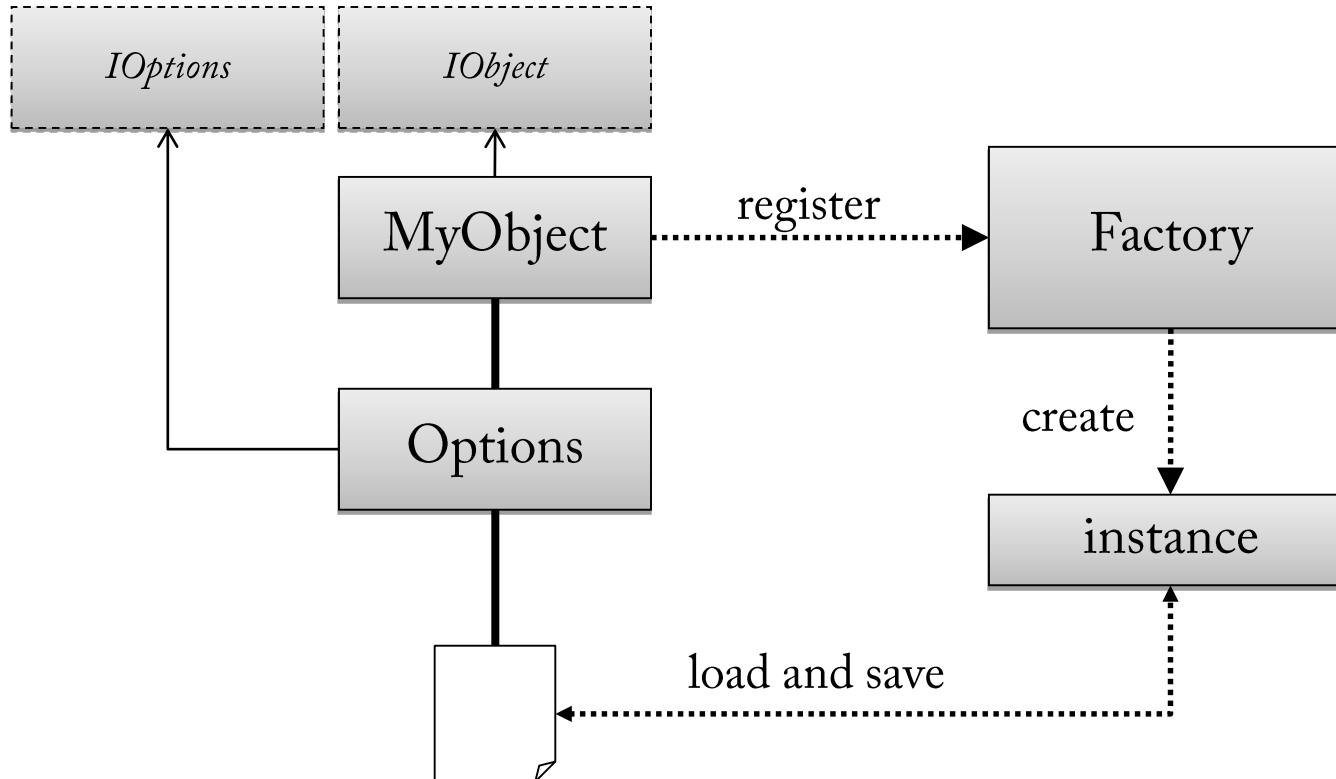 IOptions
IObject
MyObject
register
Factory
Options
create
instance
load and save